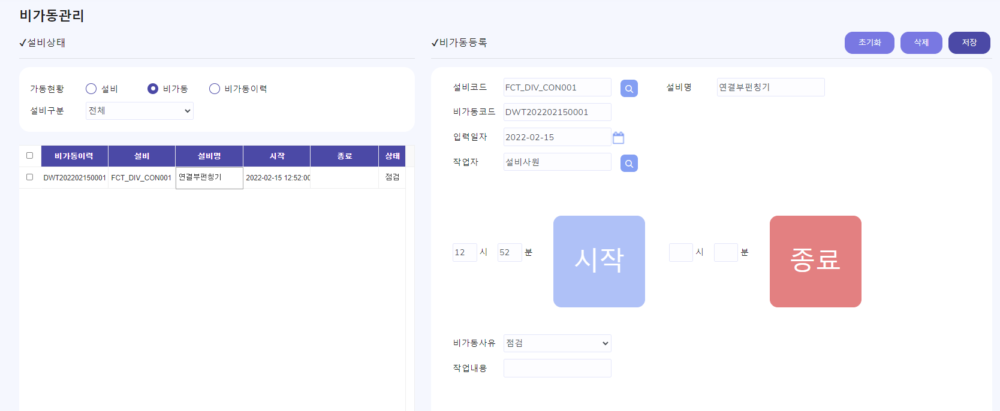 비가동관리
✓설비상태
가동현황 설비 비가동 비가동이력
설비구분 전체
비가동이력 설비 설비명 시작 종료 상태
DWT202202150001 FCT_DIV_CON001 연결부펀칭기 2022-02-15 12:52:00 점검
✓비가동등록 초기화 삭제 저장
설비코드 FCT_DIV_CON001 설비명 연결부펀칭기
비가동코드 DWT202202150001
입력일자 2022-02-15
작업자 설비사원
12 시 52 분 시작 시 분 종료
비가동사유 점검
작업내용